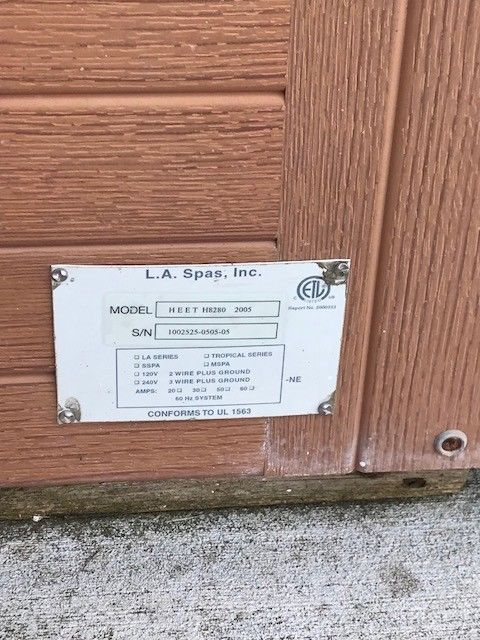 L.A. Spas, Inc.
MODEL HEET H8280 2005
S/N 1002525-0505-05
ETL
C US
□ LA SERIES □ TROPICAL SERIES
□ SSPA □ MSPA
□ 120V 2 WIRE PLUS GROUND
□ 240V 3 WIRE PLUS GROUND
AMPS: 20□ 30□ 50□ 60□
60 Hz SYSTEM
-NE
CONFORMS TO UL 1563